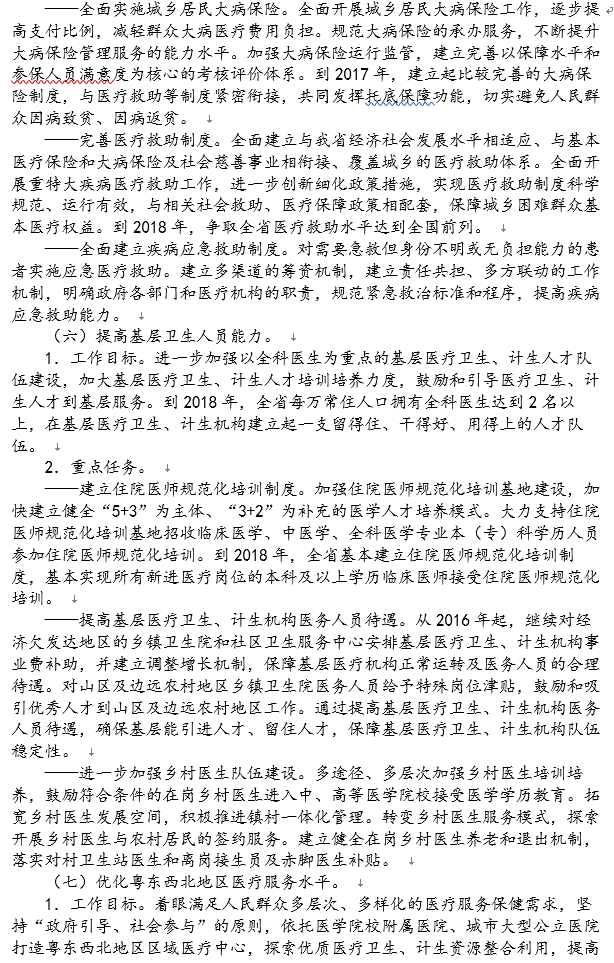 ——全面实施城乡居民大病保险。全面开展城乡居民大病保险工作，逐步提
高支付比例，减轻群众大病医疗费用负担。规范大病保险的承办服务，不断提升
大病保险管理服务的能力水平。加强大病保险运行监管，建立完善以保障水平和
参保人员满意度为核心的考核评价体系。到 2017 年，建立起比较完善的大病保
险制度，与医疗救助等制度紧密衔接，共同发挥托底保障功能，切实避免人民群
众因病致贫、因病返贫。 ↓
——完善医疗救助制度。全面建立与我省经济社会发展水平相适应、与基本
医疗保险和大病保险及社会慈善事业相衔接、覆盖城乡的医疗救助体系。全面开
展重特大疾病医疗救助工作，进一步创新细化政策措施，实现医疗救助制度科学
规范、运行有效，与相关社会救助、医疗保障政策相配套，保障城乡困难群众基
本医疗权益。到 2018 年，争取全省医疗救助水平达到全国前列。 ↓
——全面建立疾病应急救助制度。对需要急救但身份不明或无负担能力的患
者实施应急医疗救助。建立多渠道的筹资机制，建立责任共担、多方联动的工作
机制，明确政府各部门和医疗机构的职责，规范紧急救治标准和程序，提高疾病
应急救助能力。 ↓
（六）提高基层卫生人员能力。 ↓
1．工作目标。进一步加强以全科医生为重点的基层医疗卫生、计生人才队
伍建设，加大基层医疗卫生、计生人才培训培养力度，鼓励和引导医疗卫生、计
生人才到基层服务。到 2018 年，全省每万常住人口拥有全科医生达到 2 名以
上，在基层医疗卫生、计生机构建立起一支留得住、干得好、用得上的人才队
伍。 ↓
2．重点任务。 ↓
——建立住院医师规范化培训制度。加强住院医师规范化培训基地建设，加
快建立健全“5+3”为主体、“3+2”为补充的医学人才培养模式。大力支持住院
医师规范化培训基地招收临床医学、中医学、全科医学专业本（专）科学历人员
参加住院医师规范化培训。到 2018 年，全省基本建立住院医师规范化培训制
度，基本实现所有新进医疗岗位的本科及以上学历临床医师接受住院医师规范化
培训。 ↓
——提高基层医疗卫生、计生机构医务人员待遇。从 2016 年起，继续对经
济欠发达地区的乡镇卫生院和社区卫生服务中心安排基层医疗卫生、计生机构事
业费补助，并建立调整增长机制，保障基层医疗机构正常运转及医务人员的合理
待遇。对山区及边远农村地区乡镇卫生院医务人员给予特殊岗位津贴，鼓励和吸
引优秀人才到山区及边远农村地区工作。通过提高基层医疗卫生、计生机构医务
人员待遇，确保基层能引进人才、留住人才，保障基层医疗卫生、计生机构队伍
稳定性。 ↓
——进一步加强乡村医生队伍建设。多途径、多层次加强乡村医生培训培
养，鼓励符合条件的在岗乡村医生进入中、高等医学院校接受医学学历教育。拓
宽乡村医生发展空间，积极推进镇村一体化管理。转变乡村医生服务模式，探索
开展乡村医生与农村居民的签约服务。建立健全在岗乡村医生养老和退出机制，
落实对村卫生站医生和离岗接生员及赤脚医生补贴。 ↓
（七）优化粤东西北地区医疗服务水平。 ↓
1．工作目标。着眼满足人民群众多层次、多样化的医疗服务保健需求，坚
持“政府引导、社会参与”的原则，依托医学院校附属医院、城市大型公立医院
打造粤东西北地区区域医疗中心，探索优质医疗卫生、计生资源整合利用，提高